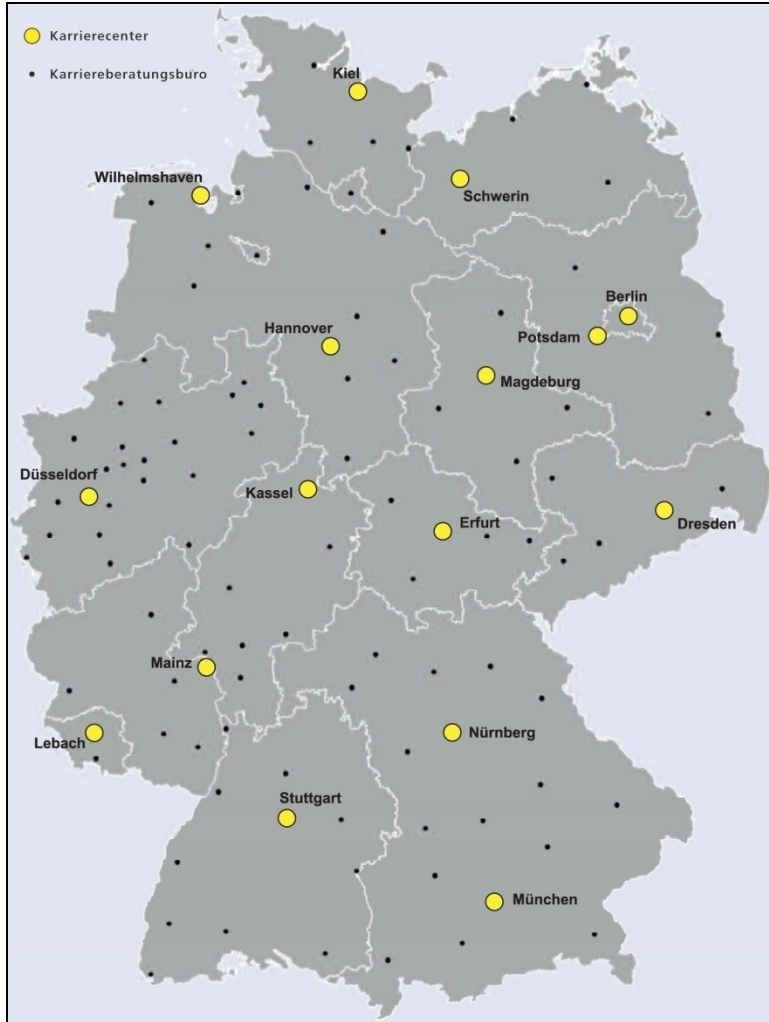 Karrierecenter
Karriereberatungsbüro
Kiel
Wilhelmshaven
Schwerin
Berlin
Hannover
Potsdam
Magdeburg
Düsseldorf
Kassel
Erfurt
Dresden
Mainz
Lebach
Nürnberg
Stuttgart
München